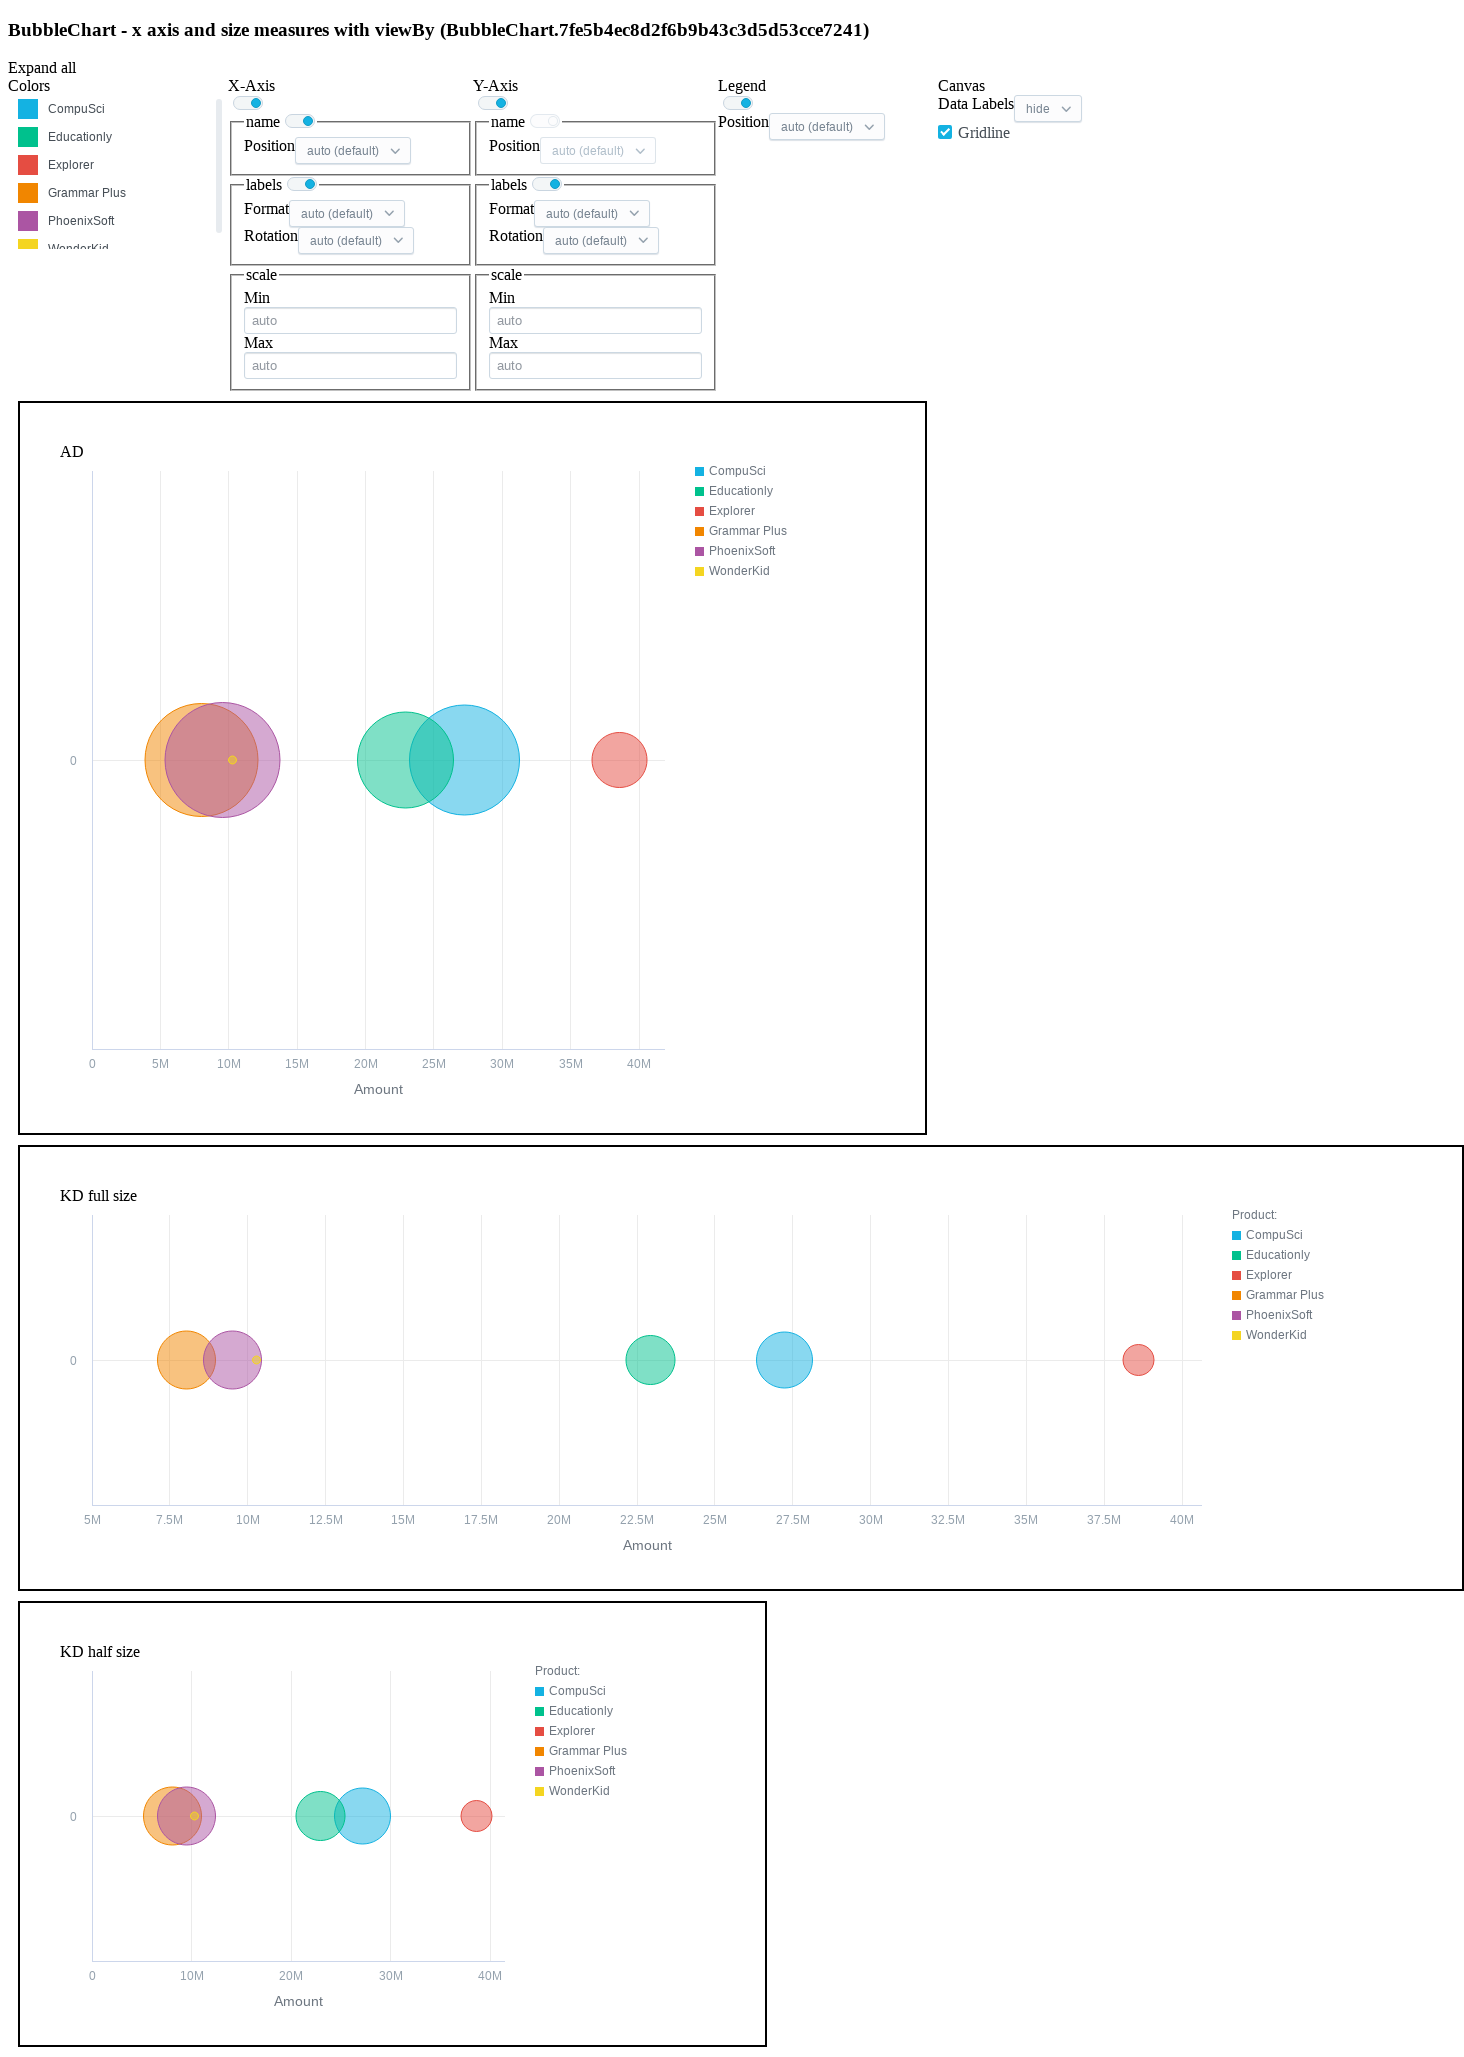 BubbleChart - x axis and size measures with viewBy (BubbleChart.7fe5b4ec8d2f6b9b43c3d5d53cce7241)
Expand all
Colors
CompuSci
Educationly
Explorer
Grammar Plus
PhoenixSoft
WonderKid
X-Axis
name
Position auto (default)
labels
Format auto (default)
Rotation auto (default)
scale
Min
auto
Max
auto
Y-Axis
name
Position auto (default)
labels
Format auto (default)
Rotation auto (default)
scale
Min
auto
Max
auto
Legend
Position auto (default)
Canvas
Data Labels hide
Gridline
AD
CompuSci
Educationly
Explorer
Grammar Plus
PhoenixSoft
WonderKid
0
0 5M 10M 15M 20M 25M 30M 35M 40M
Amount
KD full size
Product:
CompuSci
Educationly
Explorer
Grammar Plus
PhoenixSoft
WonderKid
0
5M 7.5M 10M 12.5M 15M 17.5M 20M 22.5M 25M 27.5M 30M 32.5M 35M 37.5M 40M
Amount
KD half size
Product:
CompuSci
Educationly
Explorer
Grammar Plus
PhoenixSoft
WonderKid
0
0 10M 20M 30M 40M
Amount